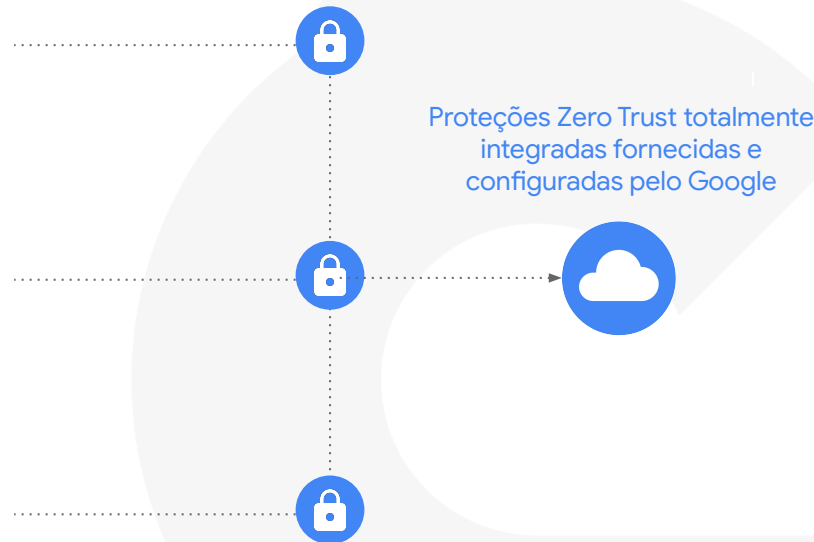 Proteções Zero Trust totalmente
integradas fornecidas e
configuradas pelo Google